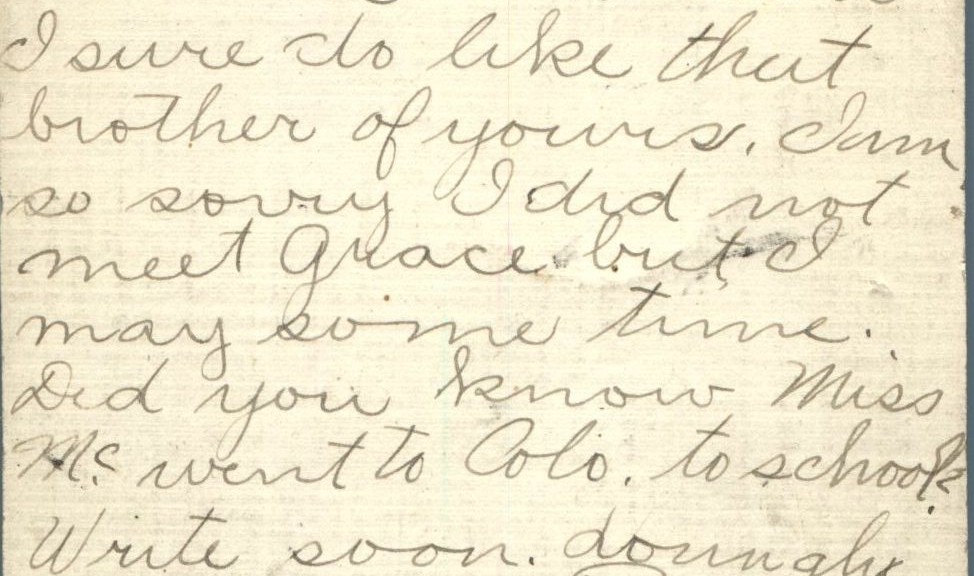 I sure do like that
brother of yours. I am
so sorry I did not
meet Grace but I
may some time.
Did you know Miss
Mc. went to Colo. to school?
Write soon. Lovingly